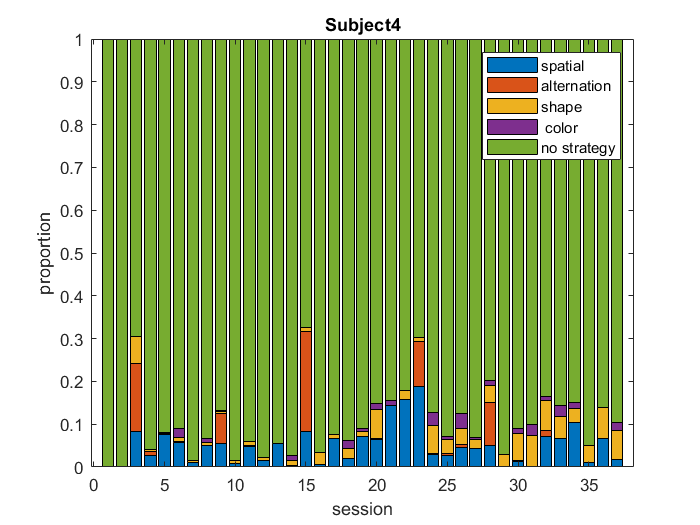 Subject4
1
0.9
0.8
0.7
0.6
0.5
0.4
0.3
0.2
0.1
0
proportion
spatial
alternation
shape
color
no strategy
0 5 10 15 20 25 30 35
session